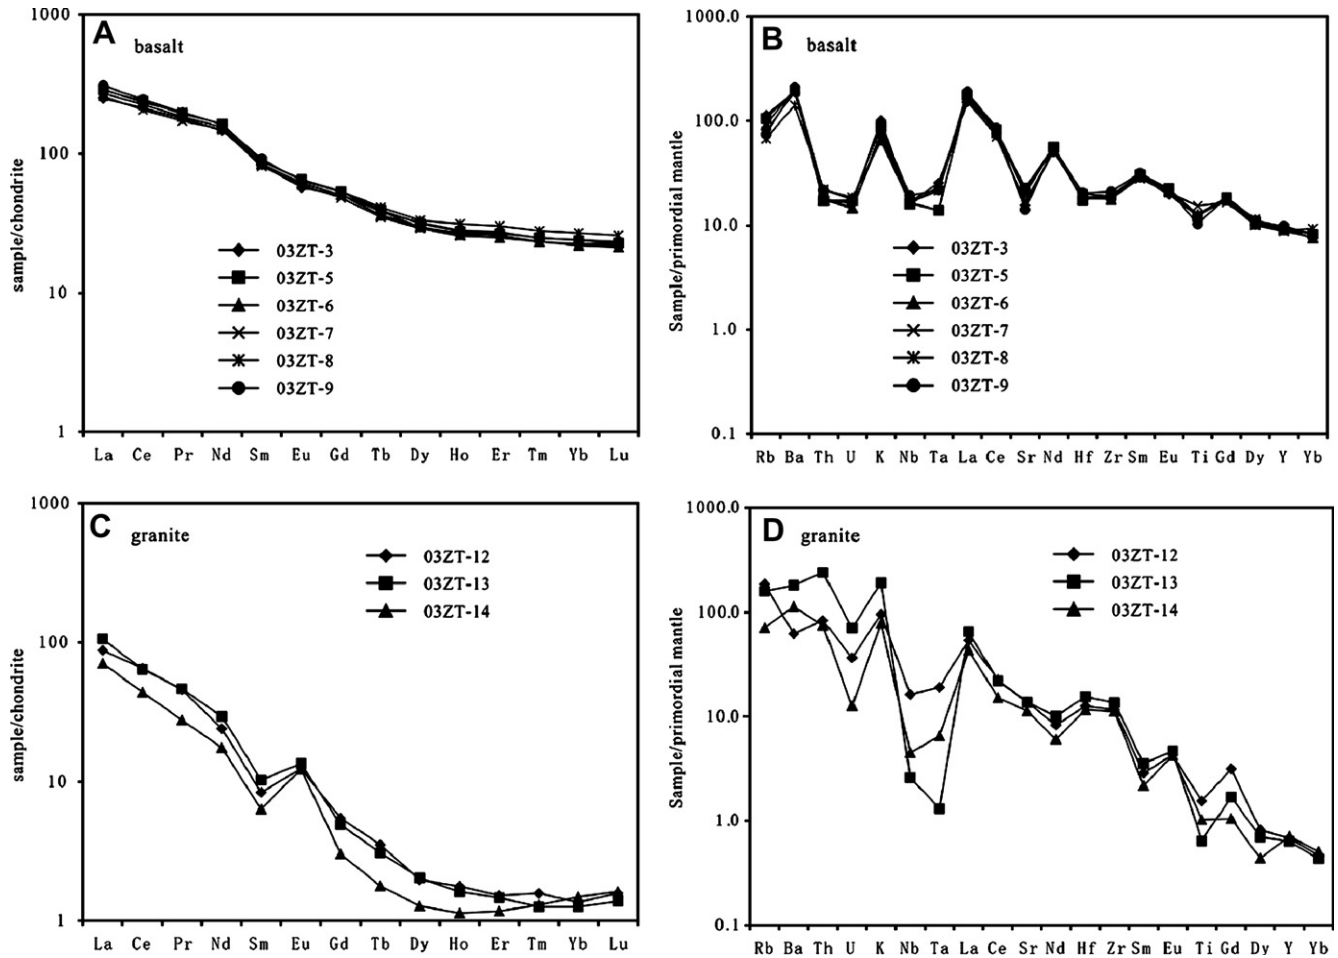 A basalt
sample/chondrite
1000
100
10
1
03ZT-3
03ZT-5
03ZT-6
03ZT-7
03ZT-8
03ZT-9
La Ce Pr Nd Sm Eu Gd Tb Dy Ho Er Tm Yb Lu
B basalt
Sample/primordial mantle
1000.0
100.0
10.0
1.0
0.1
03ZT-3
03ZT-5
03ZT-6
03ZT-7
03ZT-8
03ZT-9
Rb Ba Th U K Nb Ta La Ce Sr Nd Hf Zr Sm Eu Ti Gd Dy Y Yb
C granite
sample/chondrite
1000
100
10
1
03ZT-12
03ZT-13
03ZT-14
La Ce Pr Nd Sm Eu Gd Tb Dy Ho Er Tm Yb Lu
D granite
Sample/primordial mantle
1000.0
100.0
10.0
1.0
0.1
03ZT-12
03ZT-13
03ZT-14
Rb Ba Th U K Nb Ta La Ce Sr Nd Hf Zr Sm Eu Ti Gd Dy Y Yb